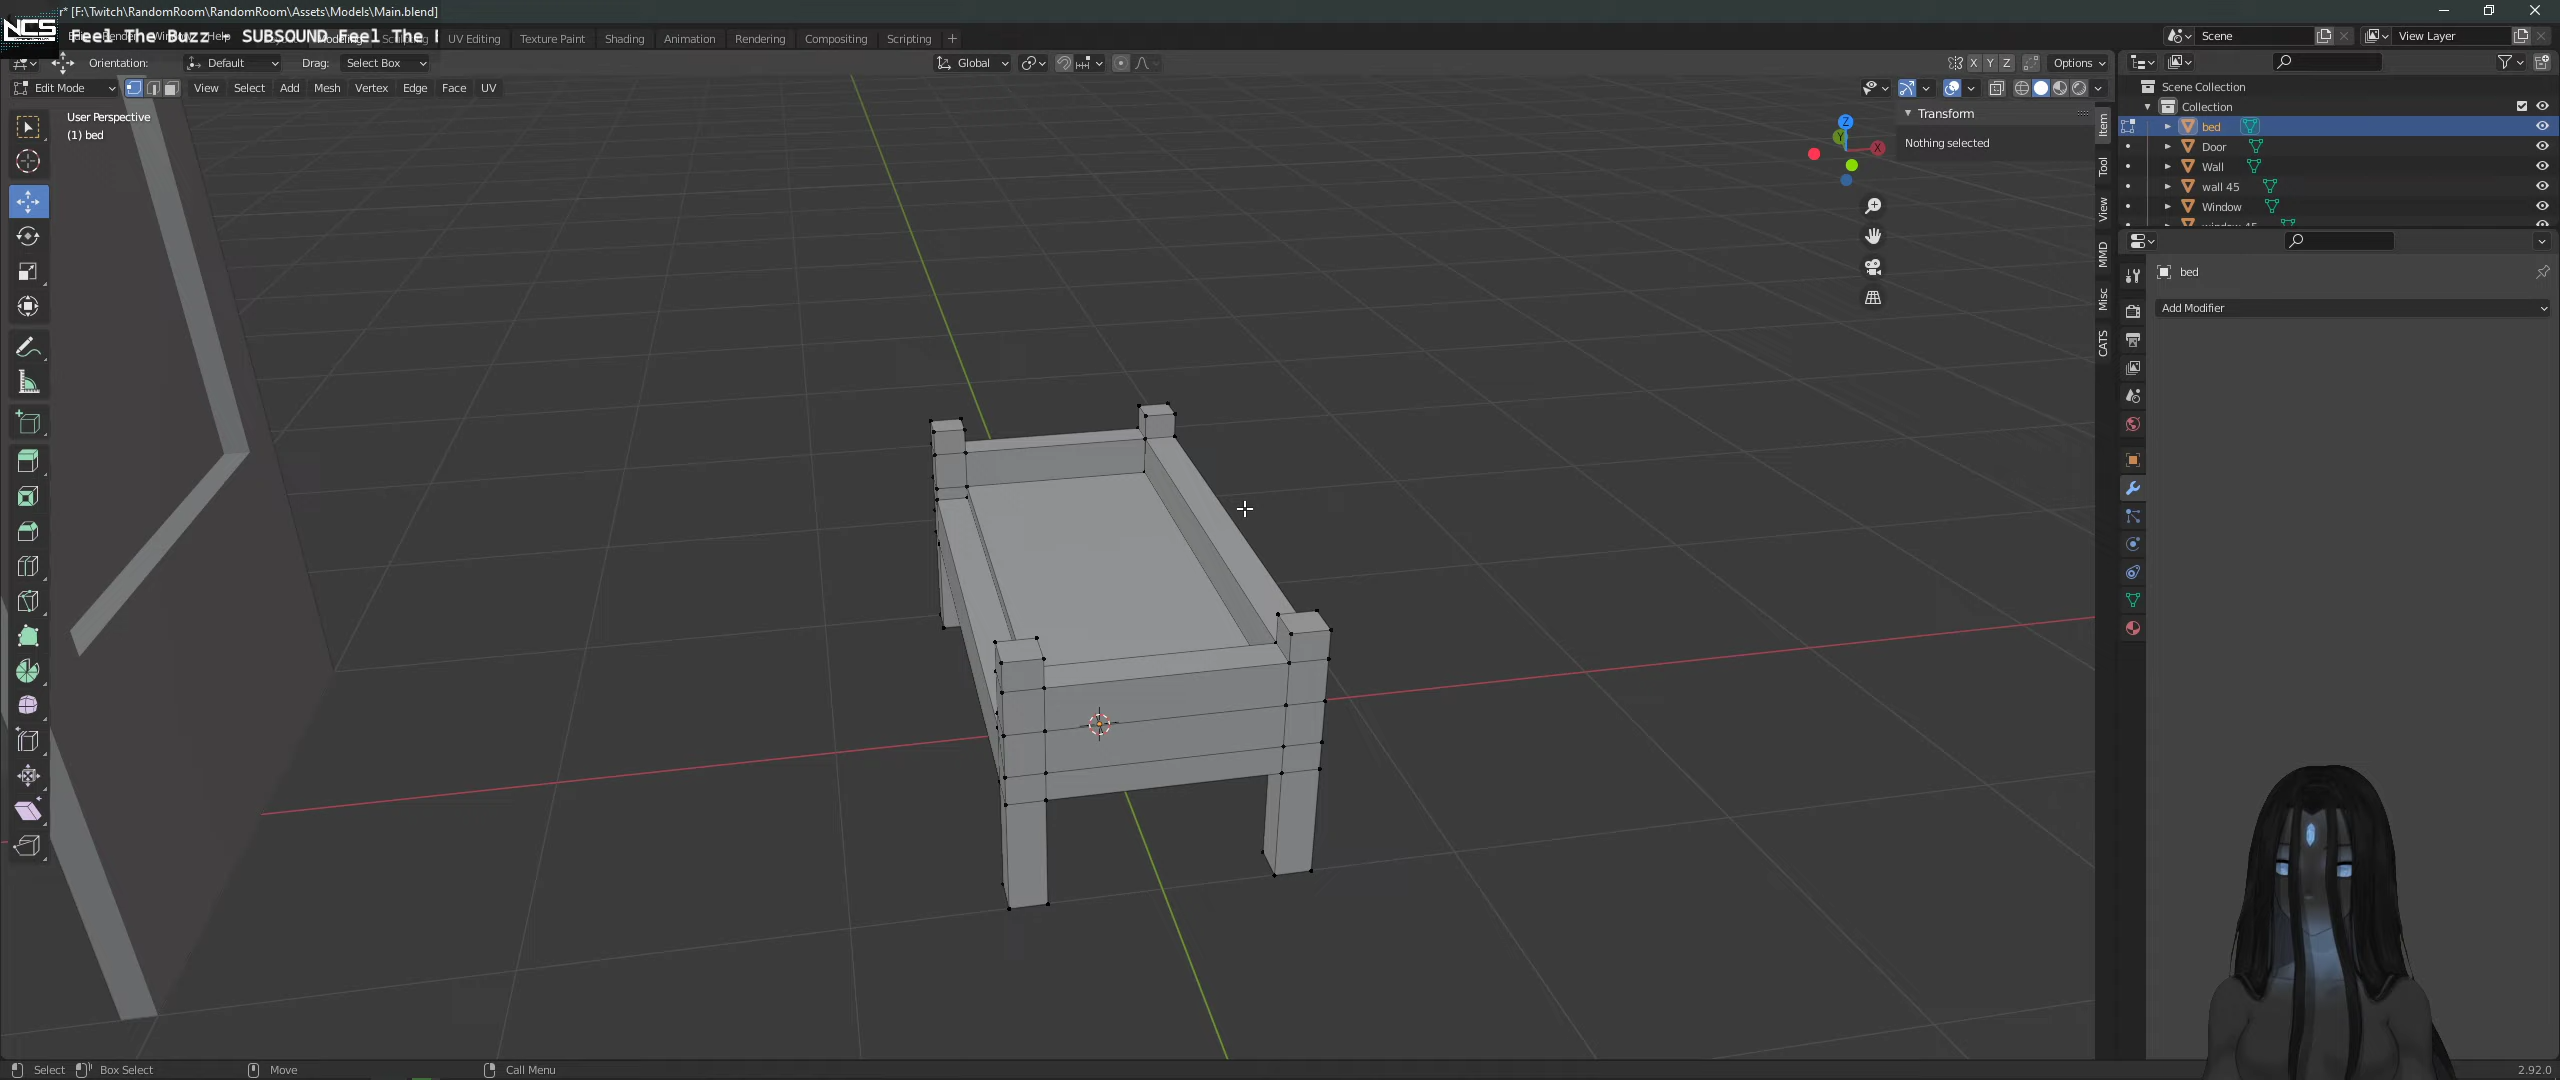 r* [F:\Twitch\RandomRoom\RandomRoom\Assets\Models\Main.blend]
NCS
Feel The Buzz - SUBSOUND Feel The
UV Editing
Texture Paint
Shading
Animation
Rendering
Compositing
Scripting
Scene
View Layer
Orientation:
Default
Drag:
Select Box
Global
X
Y
Z
Options
Edit Mode
View
Select
Add
Mesh
Vertex
Edge
Face
UV
User Perspective
(1) bed
Transform
Nothing selected
Z
Y
X
Item
Tool
View
MMD
Misc
CATS
Scene Collection
Collection
bed
Door
Wall
wall 45
Window
window 45
bed
Add Modifier
Select
Box Select
Move
Call Menu
2.92.0